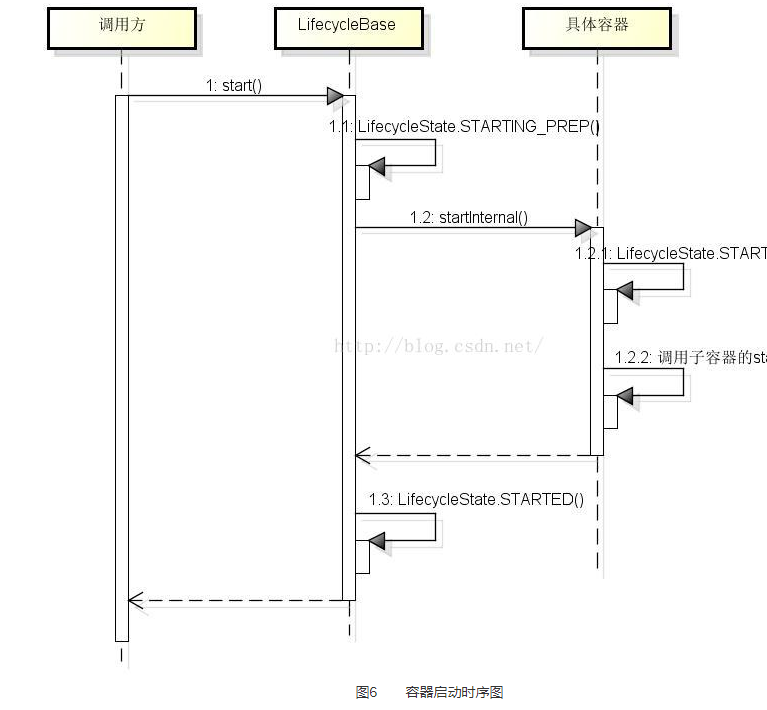 调用方 LifecycleBase 具体容器
1: start()
1.1: LifecycleState.STARTING_PREP()
1.2: startInternal()
1.2.1: LifecycleState.START
http://blog.csdn.net/
1.2.2: 调用子容器的sta
1.3: LifecycleState.STARTED()
图6 容器启动时序图